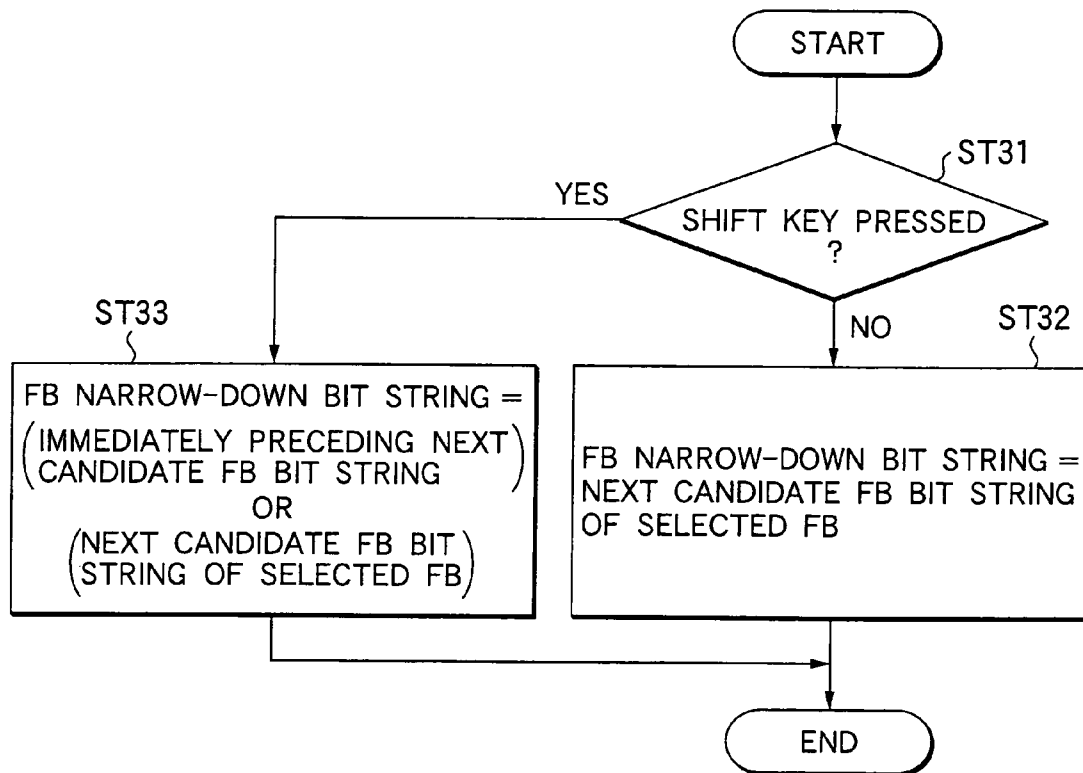 START
ST31
YES
SHIFT KEY PRESSED
?
ST33
NO
ST32
FB NARROW-DOWN BIT STRING =
(IMMEDIATELY PRECEDING NEXT
CANDIDATE FB BIT STRING)
OR
(NEXT CANDIDATE FB BIT
STRING OF SELECTED FB)
FB NARROW-DOWN BIT STRING =
NEXT CANDIDATE FB BIT STRING
OF SELECTED FB
END